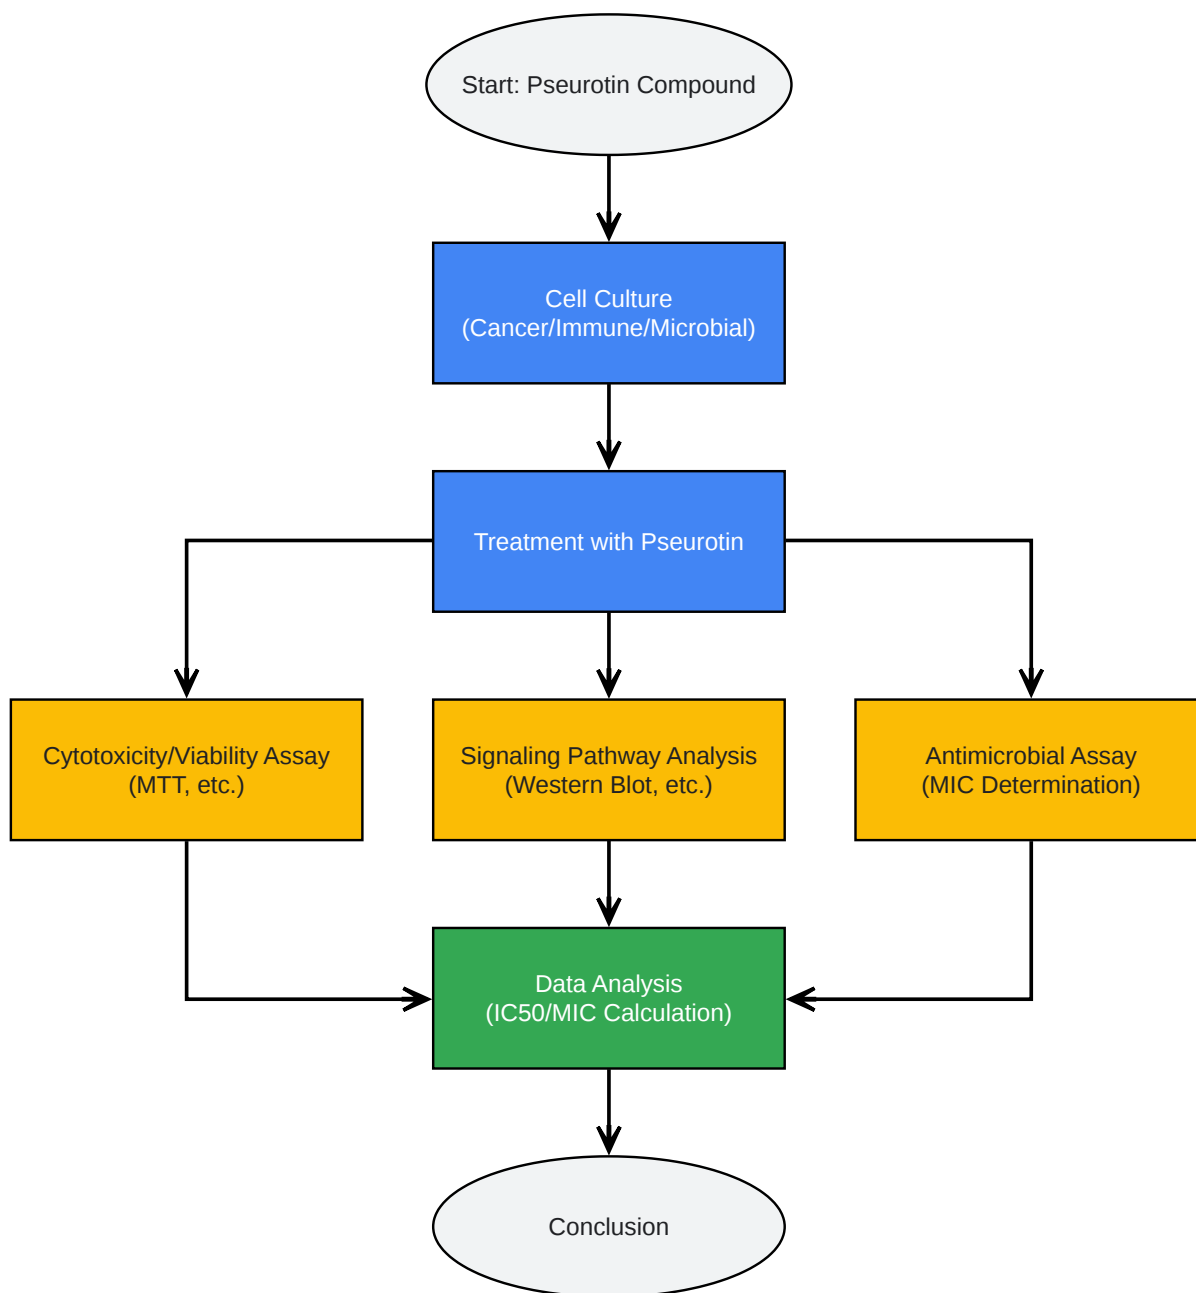 Start: Pseurotin Compound
Cell Culture
(Cancer/Immune/Microbial)
Treatment with Pseurotin
Cytotoxicity/Viability Assay
(MTT, etc.)
Signaling Pathway Analysis
(Western Blot, etc.)
Antimicrobial Assay
(MIC Determination)
Data Analysis
(IC50/MIC Calculation)
Conclusion